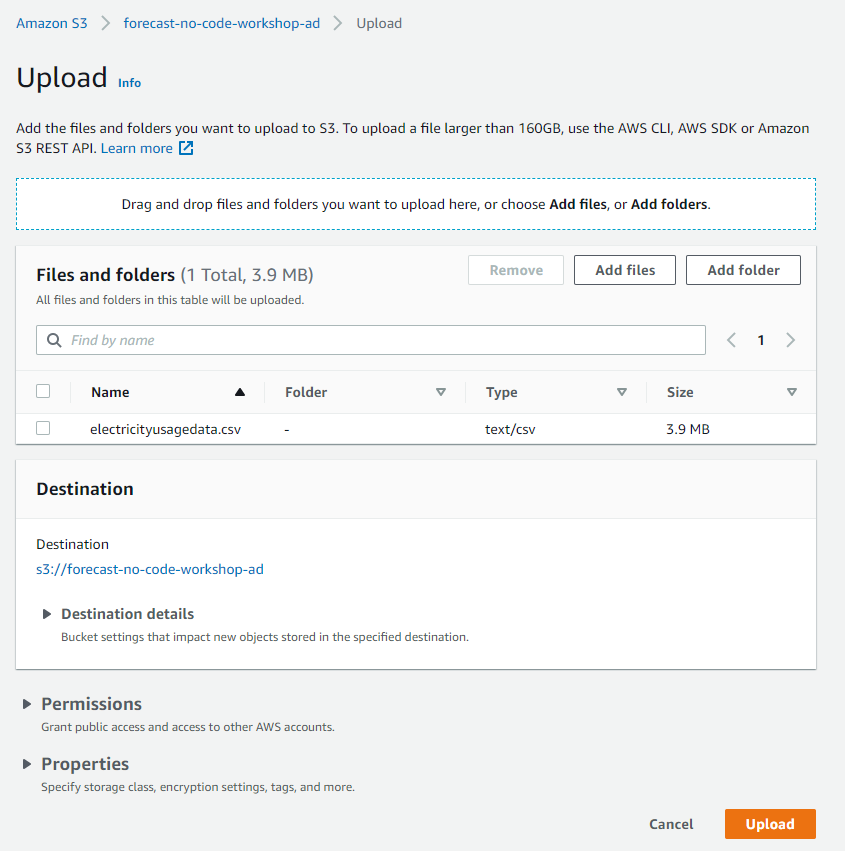 Amazon S3 > forecast-no-code-workshop-ad > Upload
Upload Info
Add the files and folders you want to upload to S3. To upload a file larger than 160GB, use the AWS CLI, AWS SDK or Amazon
S3 REST API. Learn more
Drag and drop files and folders you want to upload here, or choose Add files, or Add folders.
Files and folders (1 Total, 3.9 MB)
Remove
Add files
Add folder
All files and folders in this table will be uploaded.
Find by name
1
Name Folder Type Size
electricityusagedata.csv - text/csv 3.9 MB
Destination
Destination
s3://forecast-no-code-workshop-ad
Destination details
Bucket settings that impact new objects stored in the specified destination.
Permissions
Grant public access and access to other AWS accounts.
Properties
Specify storage class, encryption settings, tags, and more.
Cancel Upload